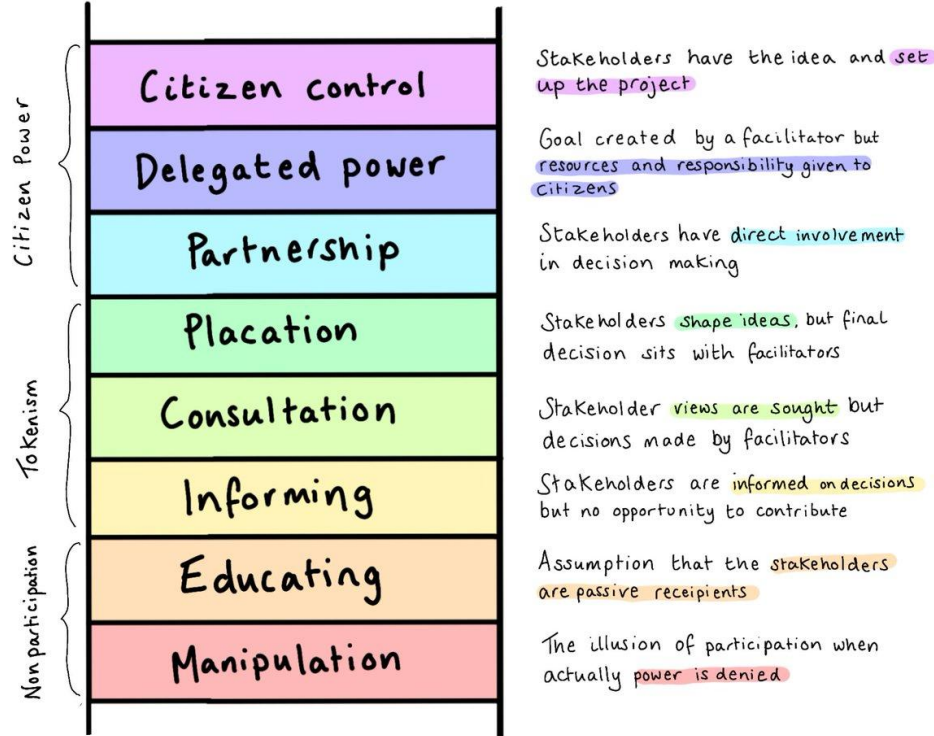 Citizen Power
Citizen control
Stakeholders have the idea and set
up the project
Delegated power
Goal created by a facilitator but
resources and responsibility given to
citizens
Partnership
Stakeholders have direct involvement
in decision making
Tokenism
Placation
Stakeholders shape ideas, but final
decision sits with facilitators
Consultation
Stakeholder views are sought but
decisions made by facilitators
Informing
Stakeholders are informed on decisions
but no opportunity to contribute
Nonparticipation
Educating
Assumption that the stakeholders
are passive receipients
Manipulation
The illusion of participation when
actually power is denied